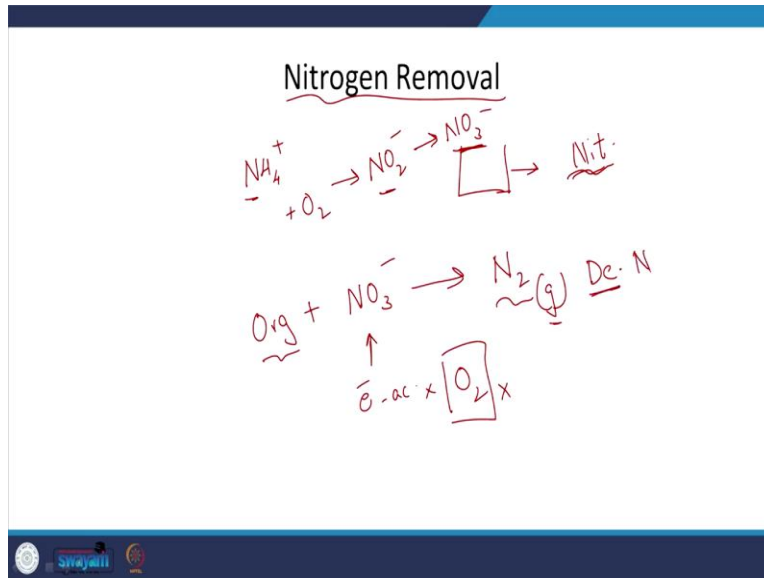 Nitrogen Removal
NH₄⁺ + O₂ → NO₂⁻ → NO₃⁻ → Nit.
Org + NO₃⁻ → N₂(g) De. N
↑
e⁻-ac. x O₂ x
swayam